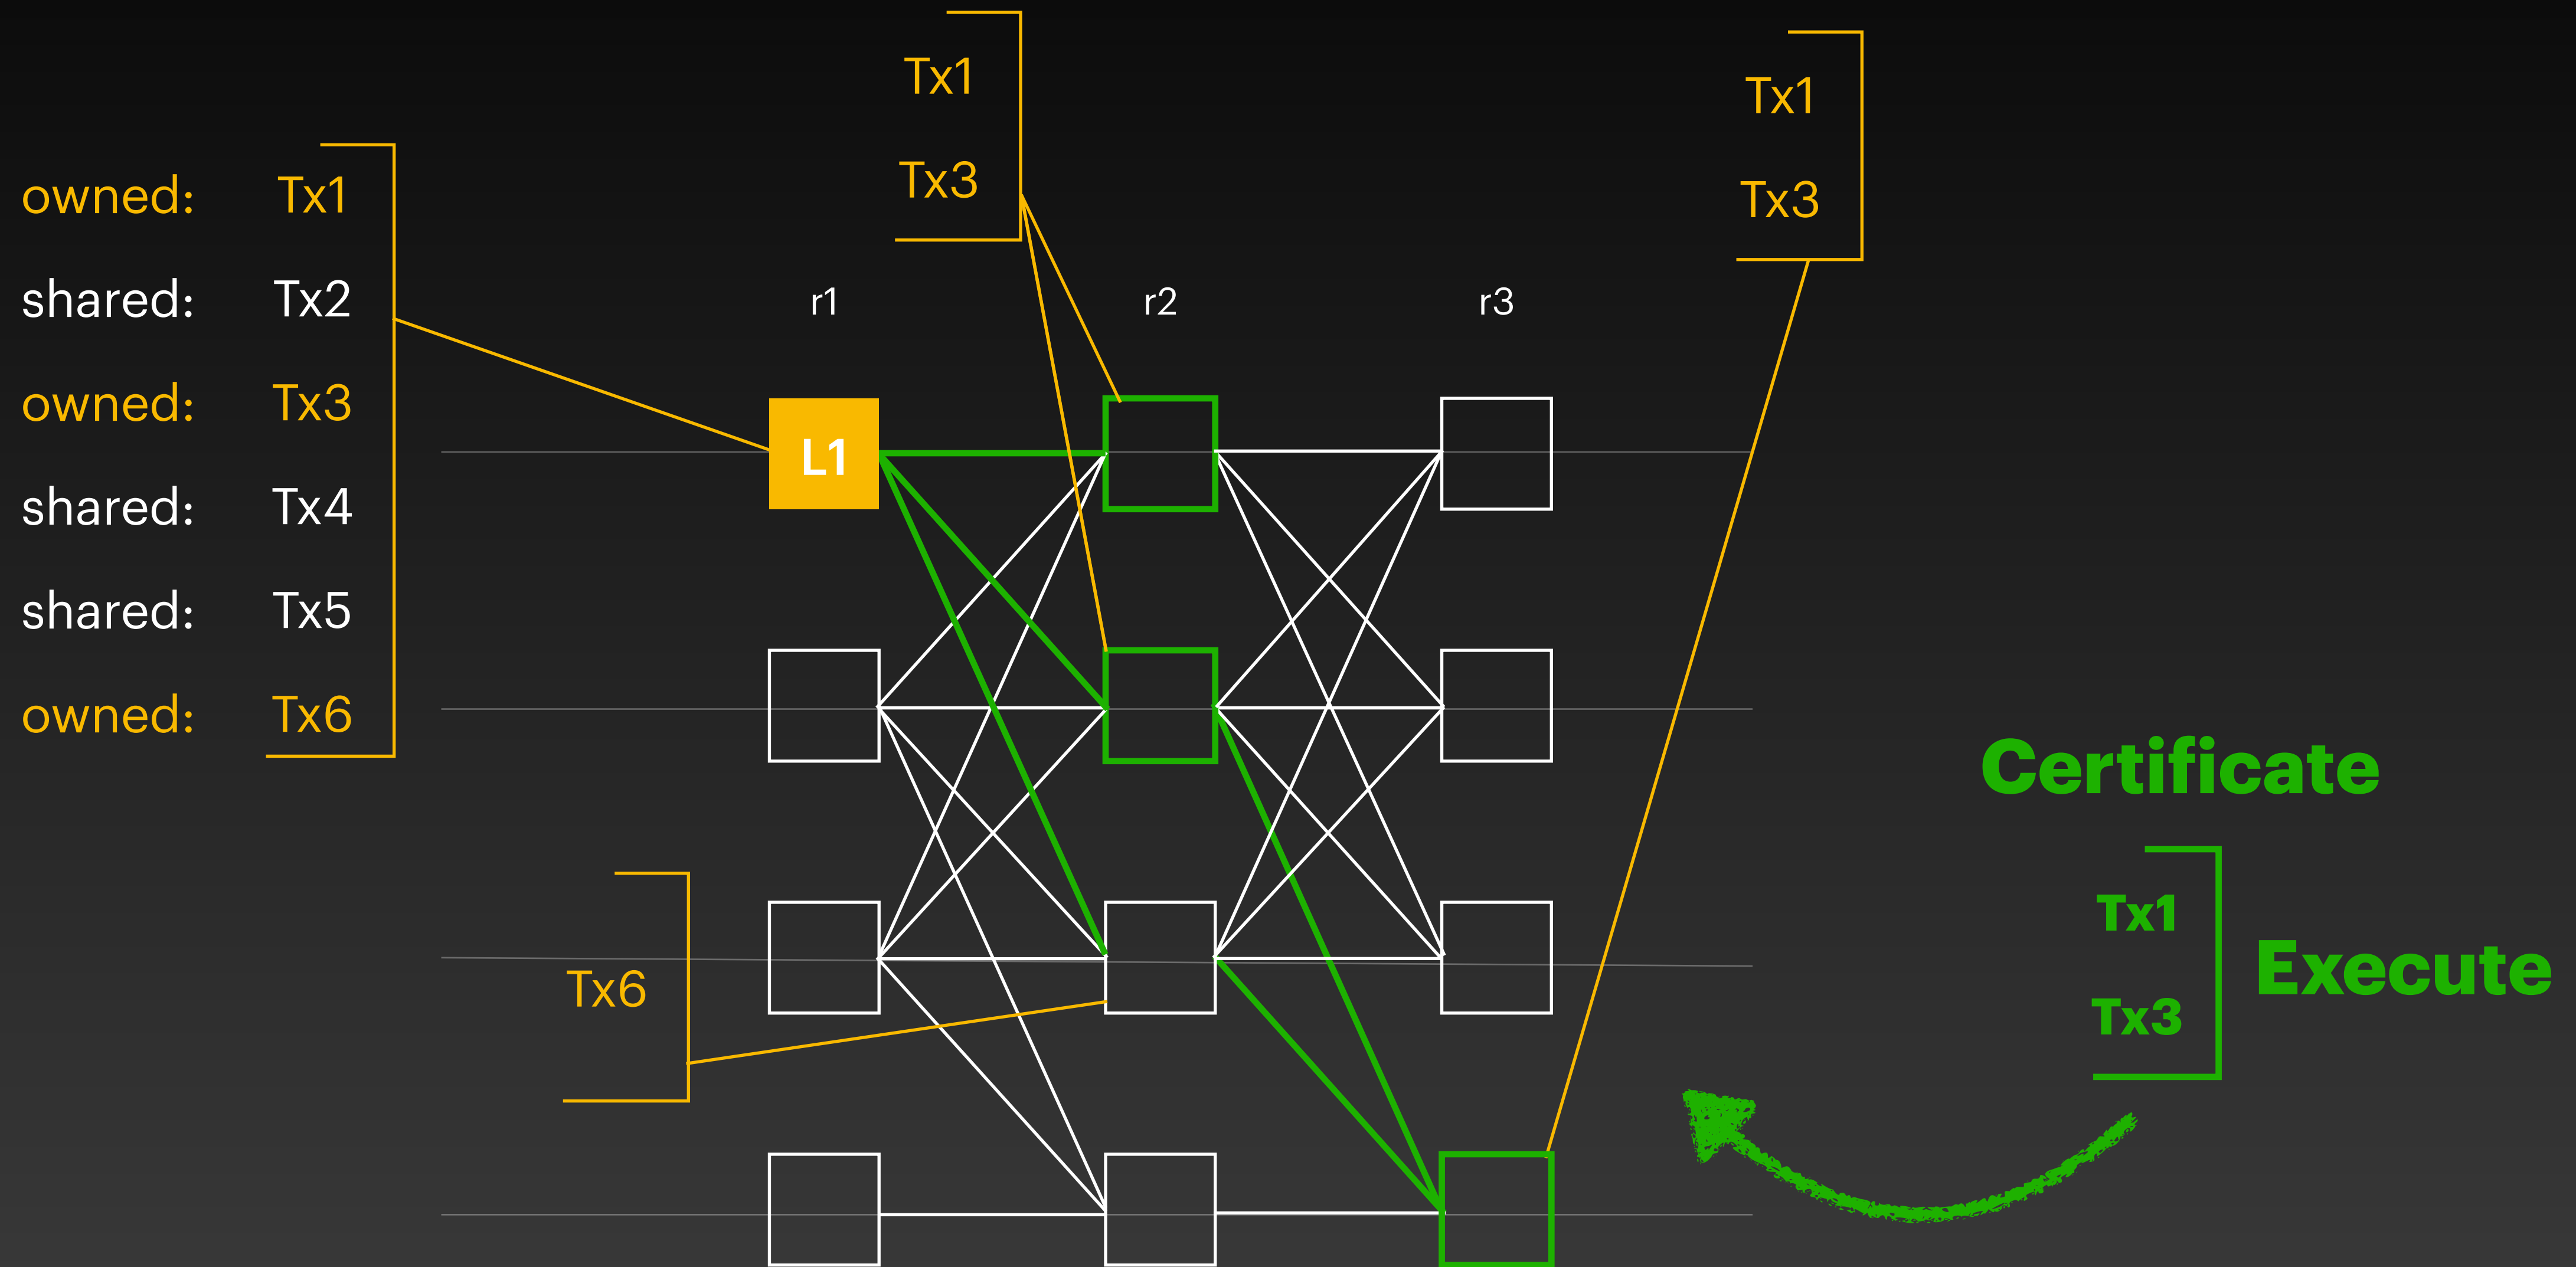 Tx1
Tx3
Tx1
Tx3
owned: Tx1
shared: Tx2
owned: Tx3
shared: Tx4
shared: Tx5
owned: Tx6
r1 r2 r3
L1
Tx6
Certificate
Tx1
Execute
Tx3